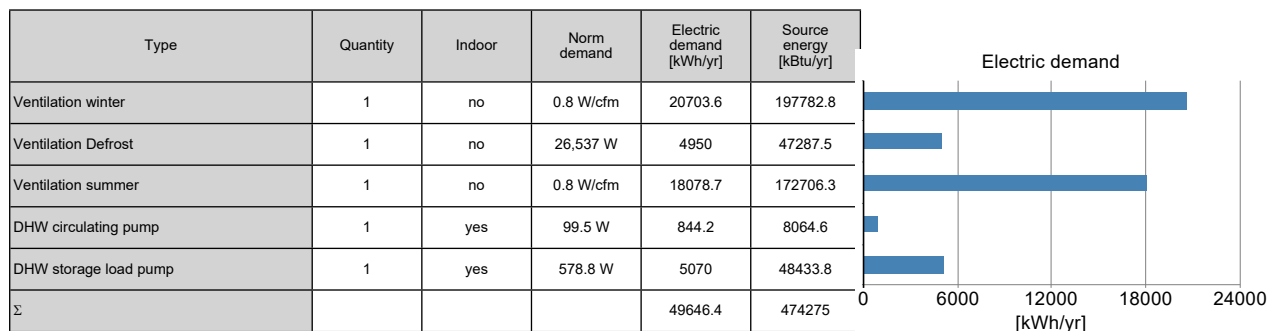 Type Quantity Indoor Norm demand Electric demand [kWh/yr] Source energy [kBtu/yr]
Ventilation winter 1 no 0.8 W/cfm 20703.6 197782.8
Ventilation Defrost 1 no 26,537 W 4950 47287.5
Ventilation summer 1 no 0.8 W/cfm 18078.7 172706.3
DHW circulating pump 1 yes 99.5 W 844.2 8064.6
DHW storage load pump 1 yes 578.8 W 5070 48433.8
Σ 49646.4 474275
Electric demand
0 6000 12000 18000 24000
[kWh/yr]